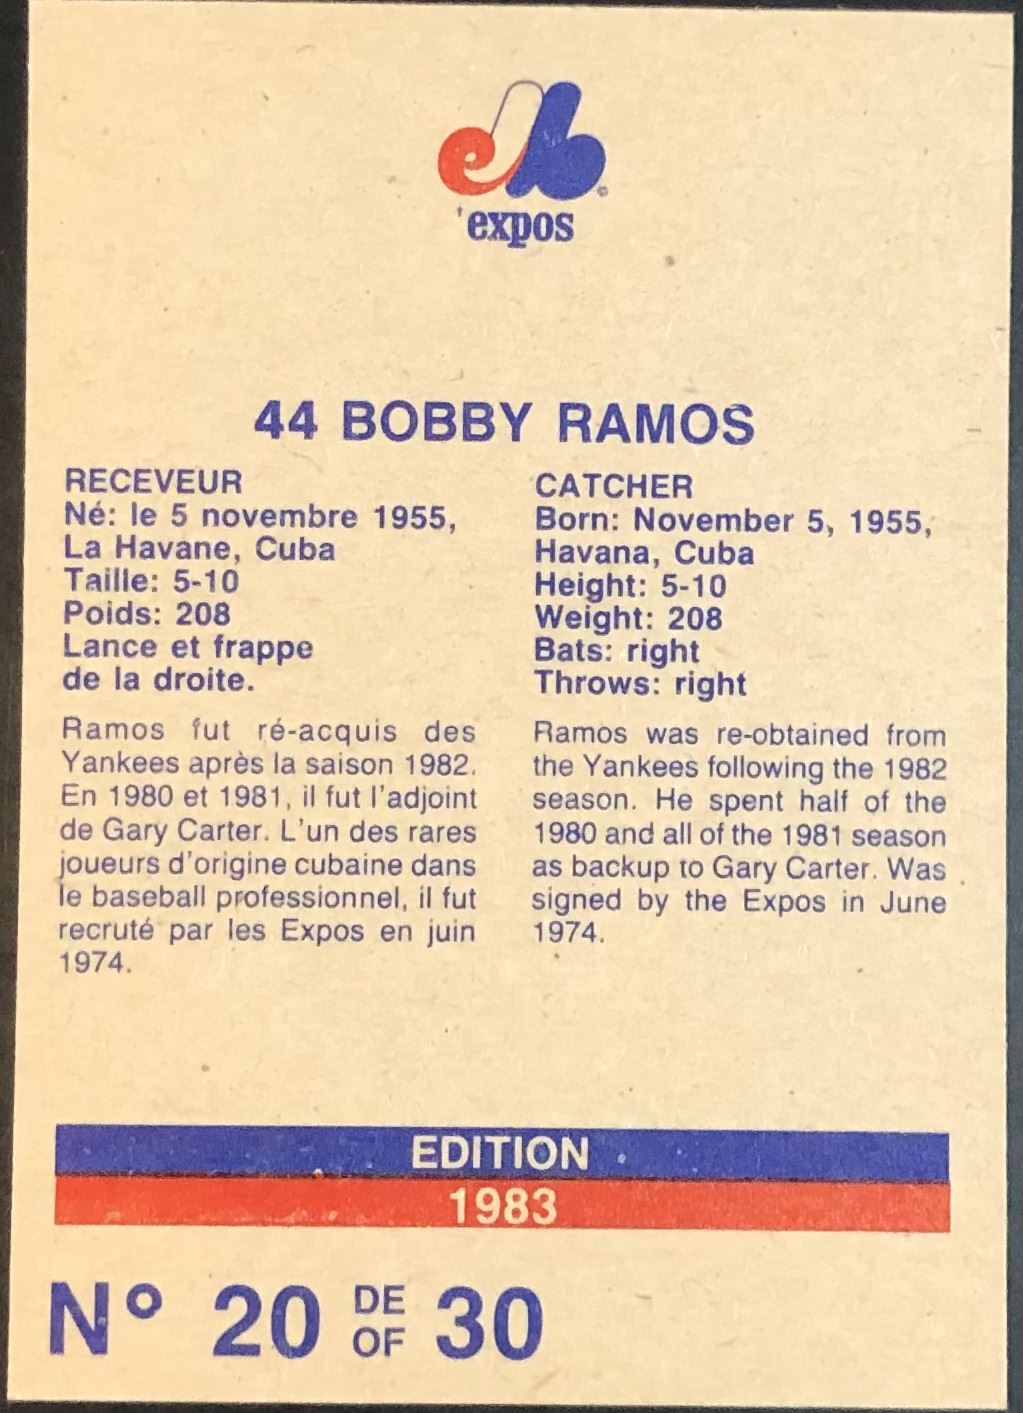 expos
44 BOBBY RAMOS
RECEVEUR
Né: le 5 novembre 1955,
La Havane, Cuba
Taille: 5-10
Poids: 208
Lance et frappe
de la droite.
Ramos fut ré-acquis des
Yankees après la saison 1982.
En 1980 et 1981, il fut l'adjoint
de Gary Carter. L'un des rares
joueurs d'origine cubaine dans
le baseball professionnel, il fut
recruté par les Expos en juin
1974.
CATCHER
Born: November 5, 1955,
Havana, Cuba
Height: 5-10
Weight: 208
Bats: right
Throws: right
Ramos was re-obtained from
the Yankees following the 1982
season. He spent half of the
1980 and all of the 1981 season
as backup to Gary Carter. Was
signed by the Expos in June
1974.
EDITION
1983
Nº 20 DE OF 30